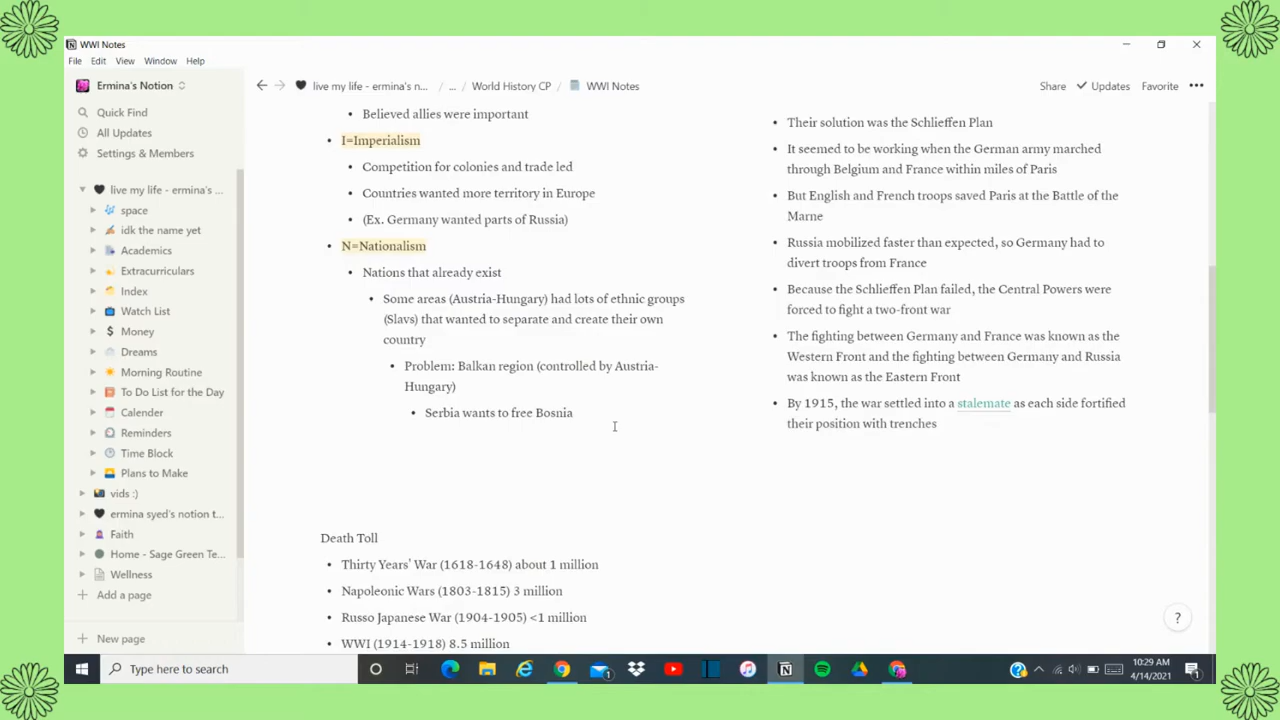 WWI Notes
File Edit View Window Help
Ermina's Notion
live my life - ermina's n... / ... / World History CP / WWI Notes
Share Updates Favorite
Quick Find
All Updates
Settings & Members
live my life - ermina's ...
space
idk the name yet
Academics
Extracurriculars
Index
Watch List
Money
Dreams
Morning Routine
To Do List for the Day
Calender
Reminders
Time Block
Plans to Make
vids :)
ermina syed's notion t...
Faith
Home - Sage Green Te...
Wellness
Add a page
New page
• Believed allies were important
• I=Imperialism
• Competition for colonies and trade led
• Countries wanted more territory in Europe
• (Ex. Germany wanted parts of Russia)
• N=Nationalism
• Nations that already exist
• Some areas (Austria-Hungary) had lots of ethnic groups
(Slavs) that wanted to separate and create their own
country
• Problem: Balkan region (controlled by Austria-
Hungary)
• Serbia wants to free Bosnia
Death Toll
• Thirty Years' War (1618-1648) about 1 million
• Napoleonic Wars (1803-1815) 3 million
• Russo Japanese War (1904-1905) <1 million
• WWI (1914-1918) 8.5 million
• Their solution was the Schlieffen Plan
• It seemed to be working when the German army marched
through Belgium and France within miles of Paris
• But English and French troops saved Paris at the Battle of the
Marne
• Russia mobilized faster than expected, so Germany had to
divert troops from France
• Because the Schlieffen Plan failed, the Central Powers were
forced to fight a two-front war
• The fighting between Germany and France was known as the
Western Front and the fighting between Germany and Russia
was known as the Eastern Front
• By 1915, the war settled into a stalemate as each side fortified
their position with trenches
?
Type here to search
10:29 AM
4/14/2021